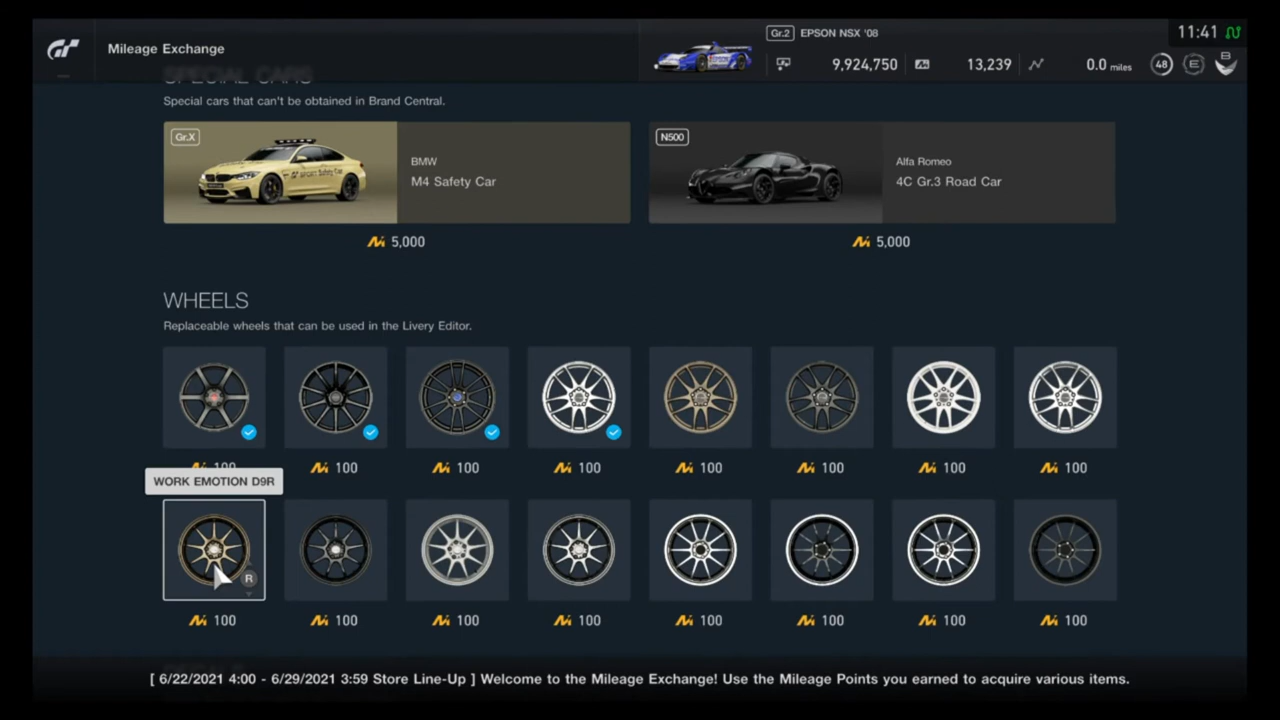 Mileage Exchange
Gr.2 EPSON NSX '08
11:41
9,924,750
13,239
0.0 miles
48
E
B
SPECIAL CARS
Special cars that can't be obtained in Brand Central.
Gr.X
BMW
M4 Safety Car
N500
Alfa Romeo
4C Gr.3 Road Car
5,000
5,000
WHEELS
Replaceable wheels that can be used in the Livery Editor.
100 100 100 100 100 100 100 100
WORK EMOTION D9R
R
100 100 100 100 100 100 100 100
[ 6/22/2021 4:00 - 6/29/2021 3:59 Store Line-Up ] Welcome to the Mileage Exchange! Use the Mileage Points you earned to acquire various items.